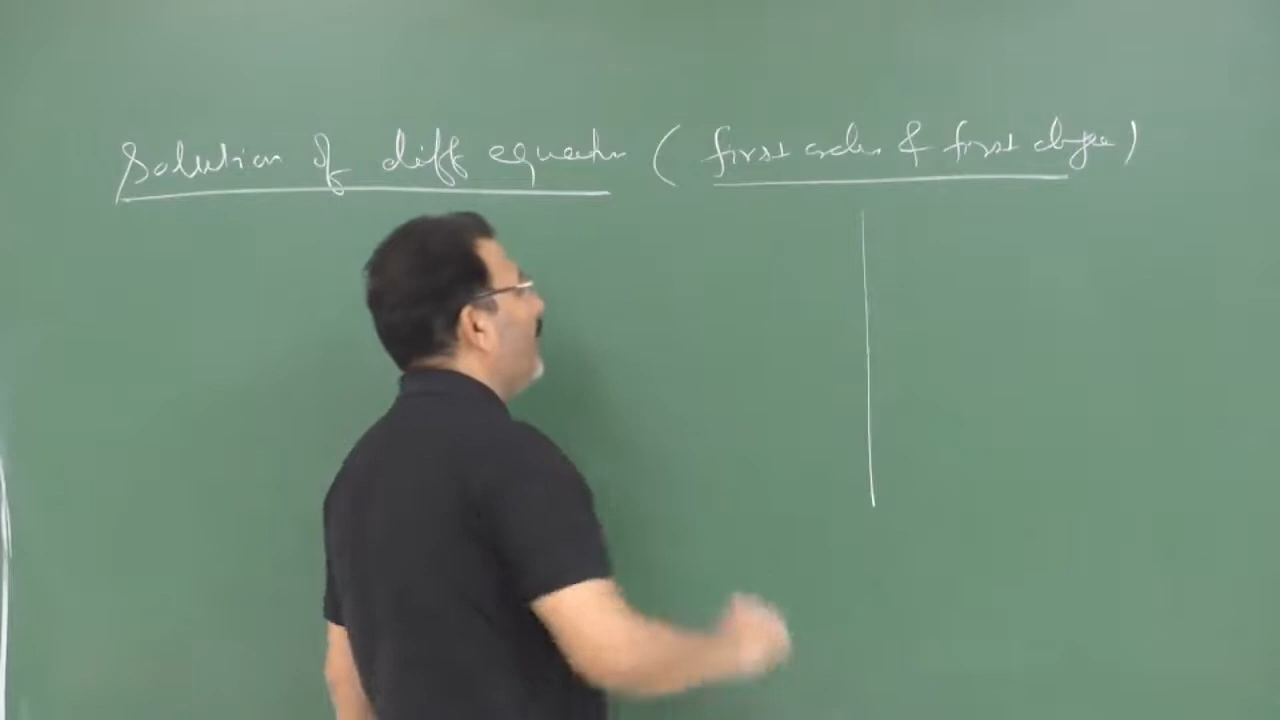 Solution of diff equation ( first order & first degree )